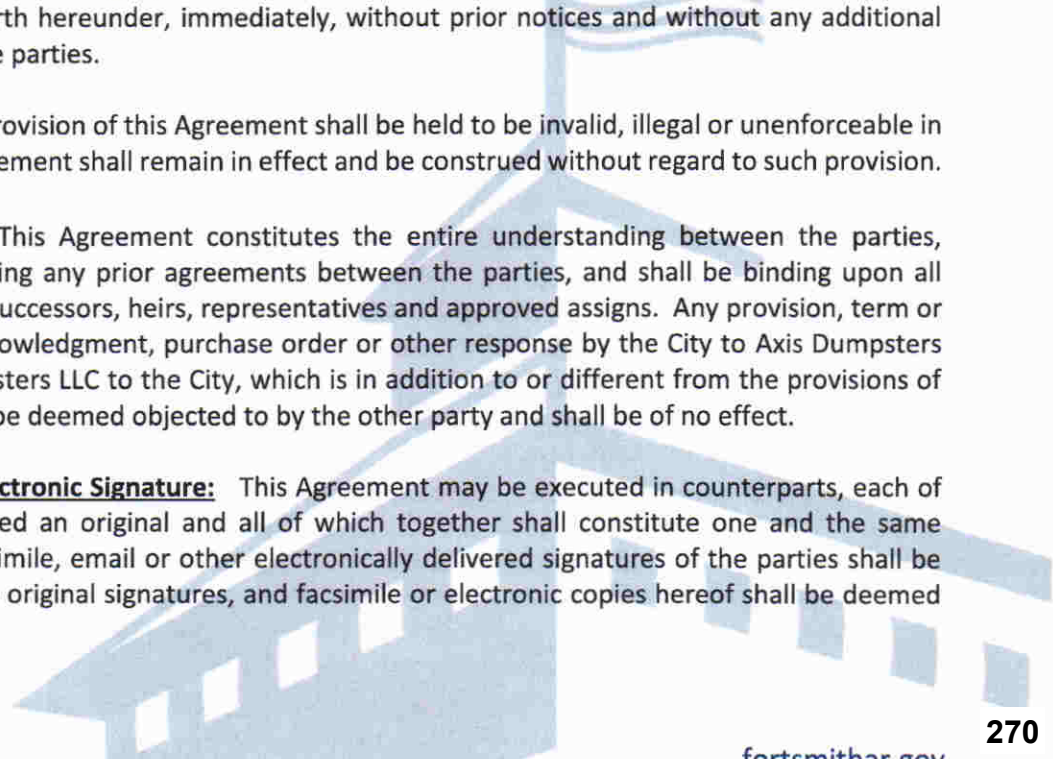 rth hereunder, immediately, without prior notices and without any additional
e parties.
rovision of this Agreement shall be held to be invalid, illegal or unenforceable in
ement shall remain in effect and be construed without regard to such provision.
This Agreement constitutes the entire understanding between the parties,
ing any prior agreements between the parties, and shall be binding upon all
uccessors, heirs, representatives and approved assigns. Any provision, term or
owledgment, purchase order or other response by the City to Axis Dumpsters
sters LLC to the City, which is in addition to or different from the provisions of
be deemed objected to by the other party and shall be of no effect.
ctronic Signature: This Agreement may be executed in counterparts, each of
ed an original and all of which together shall constitute one and the same
imile, email or other electronically delivered signatures of the parties shall be
original signatures, and facsimile or electronic copies hereof shall be deemed
270
fortsmithar.gov